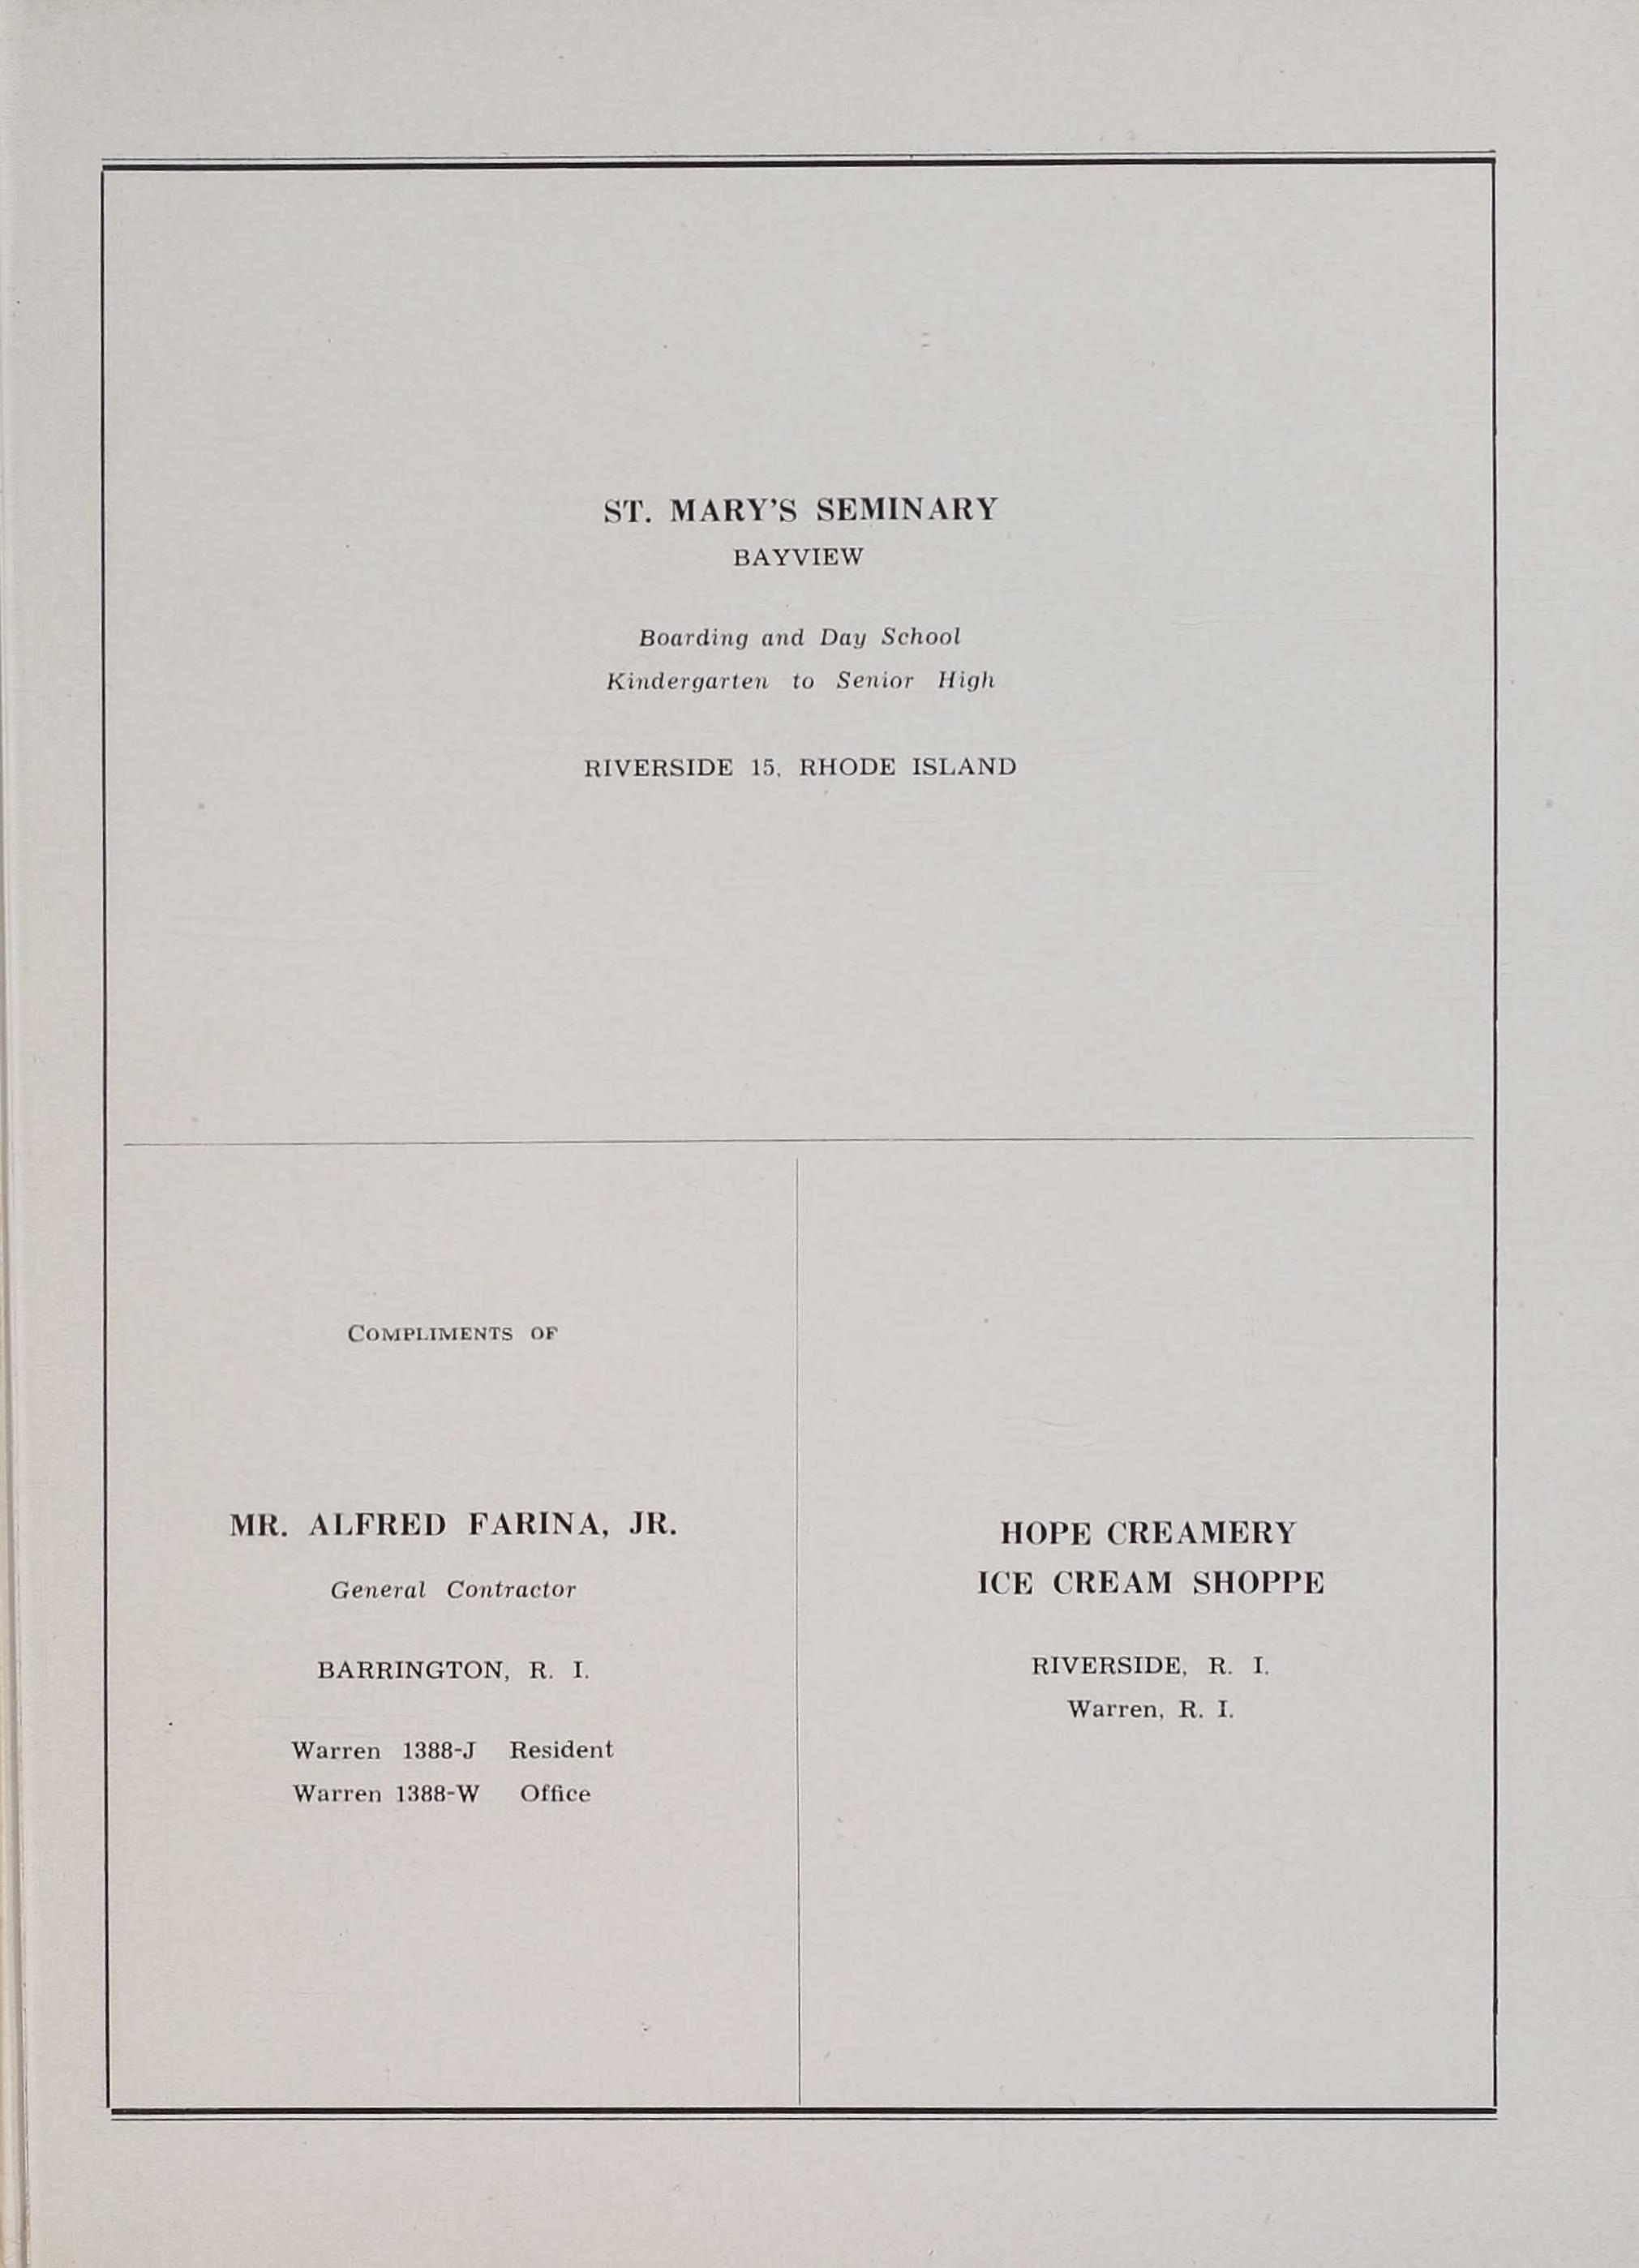 ST. MARY'S SEMINARY
BAYVIEW
Boarding and Day School
Kindergarten to Senior High
RIVERSIDE 15, RHODE ISLAND
COMPLIMENTS OF
MR. ALFRED FARINA, JR.
General Contractor
BARRINGTON, R. I.
Warren 1388-J Resident
Warren 1388-W Office
HOPE CREAMERY
ICE CREAM SHOPPE
RIVERSIDE, R. I.
Warren, R. I.